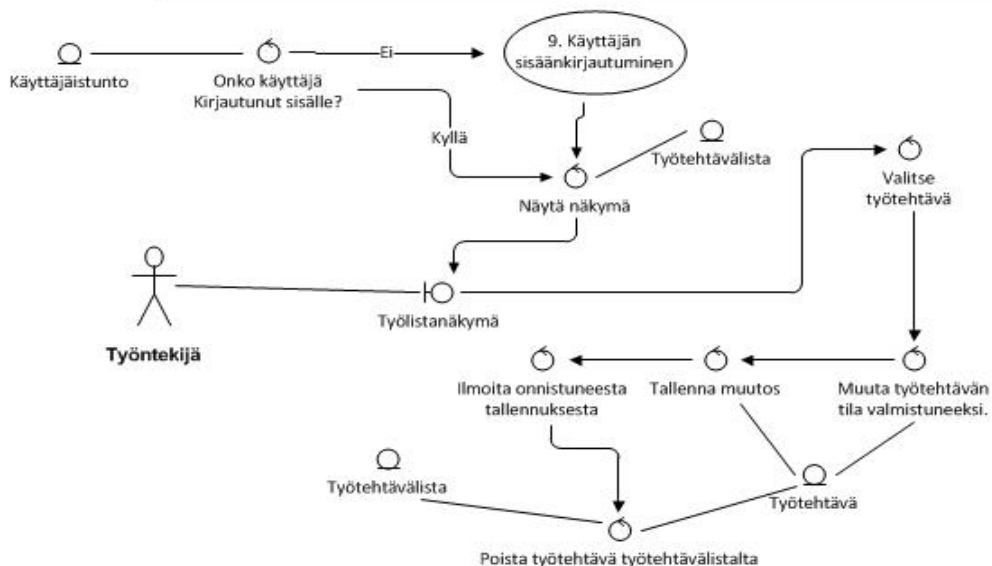 9. Käyttäjän
sisäänkirjautuminen
Ei
Käyttäjäistunto
Onko käyttäjä
Kirjautunut sisälle?
Kyllä
Työtehtävälista
Valitse
työtehtävä
Näytä näkymä
Työlistanäkymä
Työntekijä
Ilmoita onnistuneesta
tallennuksesta
Tallenna muutos
Muuta työtehtävän
tila valmistuneeksi.
Työtehtävälista
Työtehtävä
Poista työtehtävä työtehtävälistalta